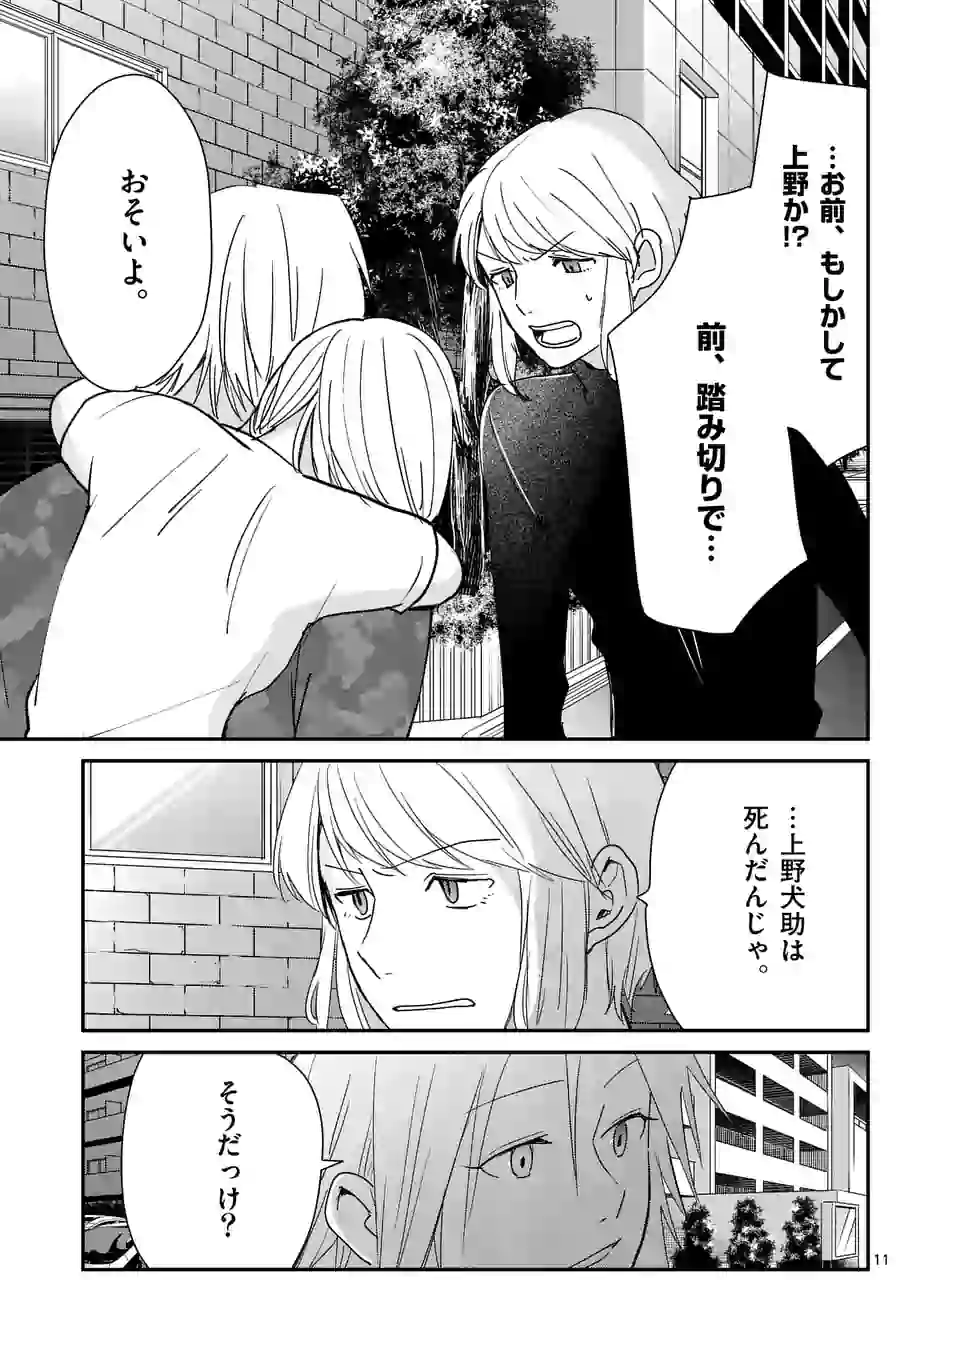 …お前、もしかして
上野か!?
前、踏み切りで…
おそいよ。
…上野犬助は
死んだんじゃ。
そうだっけ?
11